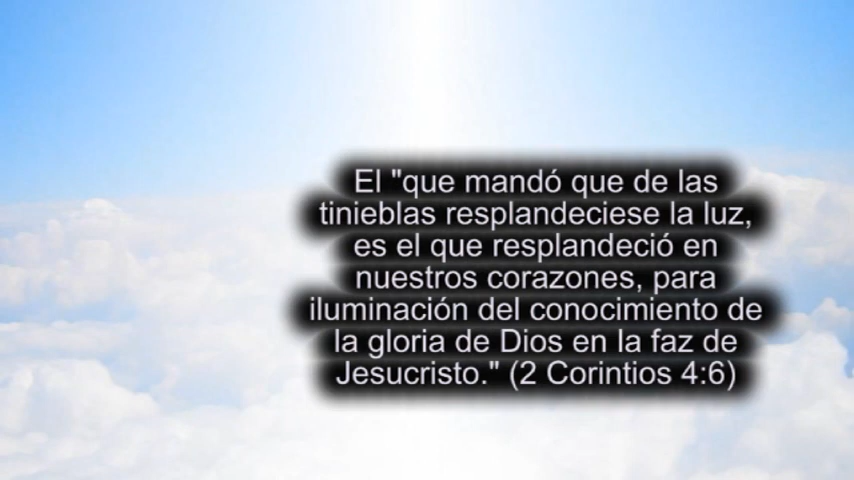 El "que mandó que de las
tinieblas resplandeciese la luz,
es el que resplandeció en
nuestros corazones, para
iluminación del conocimiento de
la gloria de Dios en la faz de
Jesucristo." (2 Corintios 4:6)